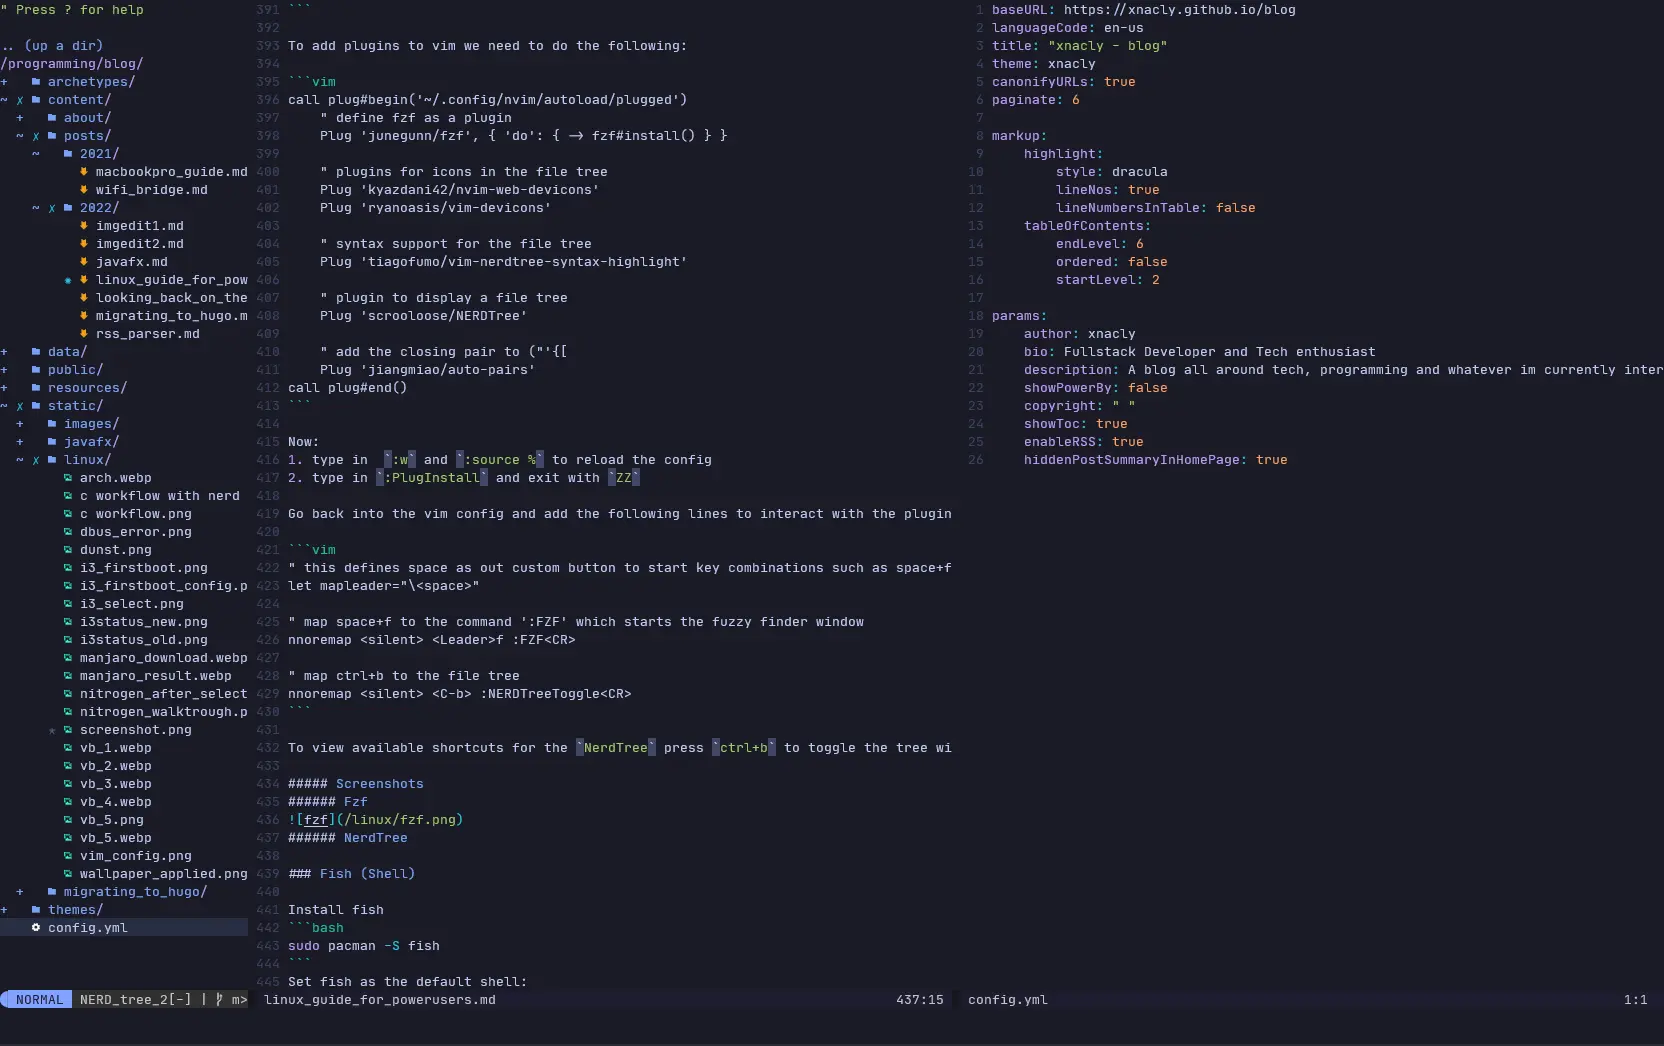 " Press ? for help
.. (up a dir)
/programming/blog/
+ archetypes/
~ ✗ content/
+ about/
~ ✗ posts/
~ 2021/
macbookpro_guide.md
wifi_bridge.md
~ ✗ 2022/
imgedit1.md
imgedit2.md
javafx.md
linux_guide_for_pow
looking_back_on_the
migrating_to_hugo.m
rss_parser.md
+ data/
+ public/
+ resources/
~ ✗ static/
+ images/
+ javafx/
~ ✗ linux/
arch.webp
c workflow with nerd
c workflow.png
dbus_error.png
dunst.png
i3_firstboot.png
i3_firstboot_config.p
i3_select.png
i3status_new.png
i3status_old.png
manjaro_download.webp
manjaro_result.webp
nitrogen_after_select
nitrogen_walktrough.p
* screenshot.png
vb_1.webp
vb_2.webp
vb_3.webp
vb_4.webp
vb_5.png
vb_5.webp
vim_config.png
wallpaper_applied.png
+ migrating_to_hugo/
+ themes/
config.yml
391 ```
392
393 To add plugins to vim we need to do the following:
394
395 ```vim
396 call plug#begin('~/.config/nvim/autoload/plugged')
397 " define fzf as a plugin
398 Plug 'junegunn/fzf', { 'do': { -> fzf#install() } }
399
400 " plugins for icons in the file tree
401 Plug 'kyazdani42/nvim-web-devicons'
402 Plug 'ryanoasis/vim-devicons'
403
404 " syntax support for the file tree
405 Plug 'tiagofumo/vim-nerdtree-syntax-highlight'
406
407 " plugin to display a file tree
408 Plug 'scrooloose/NERDTree'
409
410 " add the closing pair to ("'{[
411 Plug 'jiangmiao/auto-pairs'
412 call plug#end()
413 ```
414
415 Now:
416 1. type in  `:w` and `:source %` to reload the config
417 2. type in `:PlugInstall` and exit with `ZZ`
418
419 Go back into the vim config and add the following lines to interact with the plugin
420
421 ```vim
422 " this defines space as out custom button to start key combinations such as space+f
423 let mapleader="\<space>"
424
425 " map space+f to the command ':FZF' which starts the fuzzy finder window
426 nnoremap <silent> <Leader>f :FZF<CR>
427
428 " map ctrl+b to the file tree
429 nnoremap <silent> <C-b> :NERDTreeToggle<CR>
430 ```
431
432 To view available shortcuts for the `NerdTree` press `ctrl+b` to toggle the tree wi
433
434 ##### Screenshots
435 ###### Fzf
436 ![fzf](/linux/fzf.png)
437 ###### NerdTree
438
439 ### Fish (Shell)
440
441 Install fish
442 ```bash
443 sudo pacman -S fish
444 ```
445 Set fish as the default shell:
1 baseURL: https://xnacly.github.io/blog
2 languageCode: en-us
3 title: "xnacly - blog"
4 theme: xnacly
5 canonifyURLs: true
6 paginate: 6
7
8 markup:
9 highlight:
10 style: dracula
11 lineNos: true
12 lineNumbersInTable: false
13 tableOfContents:
14 endLevel: 6
15 ordered: false
16 startLevel: 2
17
18 params:
19 author: xnacly
20 bio: Fullstack Developer and Tech enthusiast
21 description: A blog all around tech, programming and whatever im currently inter
22 showPowerBy: false
23 copyright: " "
24 showToc: true
25 enableRSS: true
26 hiddenPostSummaryInHomePage: true
NORMAL NERD_tree_2[-] | m> linux_guide_for_powerusers.md 437:15 config.yml 1:1